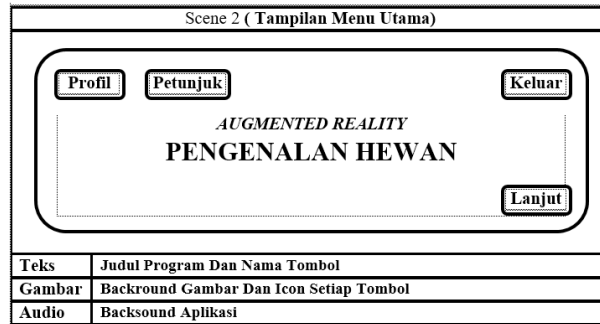 Scene 2 ( Tampilan Menu Utama)
Profil Petunjuk Keluar
AUGMENTED REALITY
PENGENALAN HEWAN
Lanjut
Teks Judul Program Dan Nama Tombol
Gambar Backround Gambar Dan Icon Setiap Tombol
Audio Backsound Aplikasi